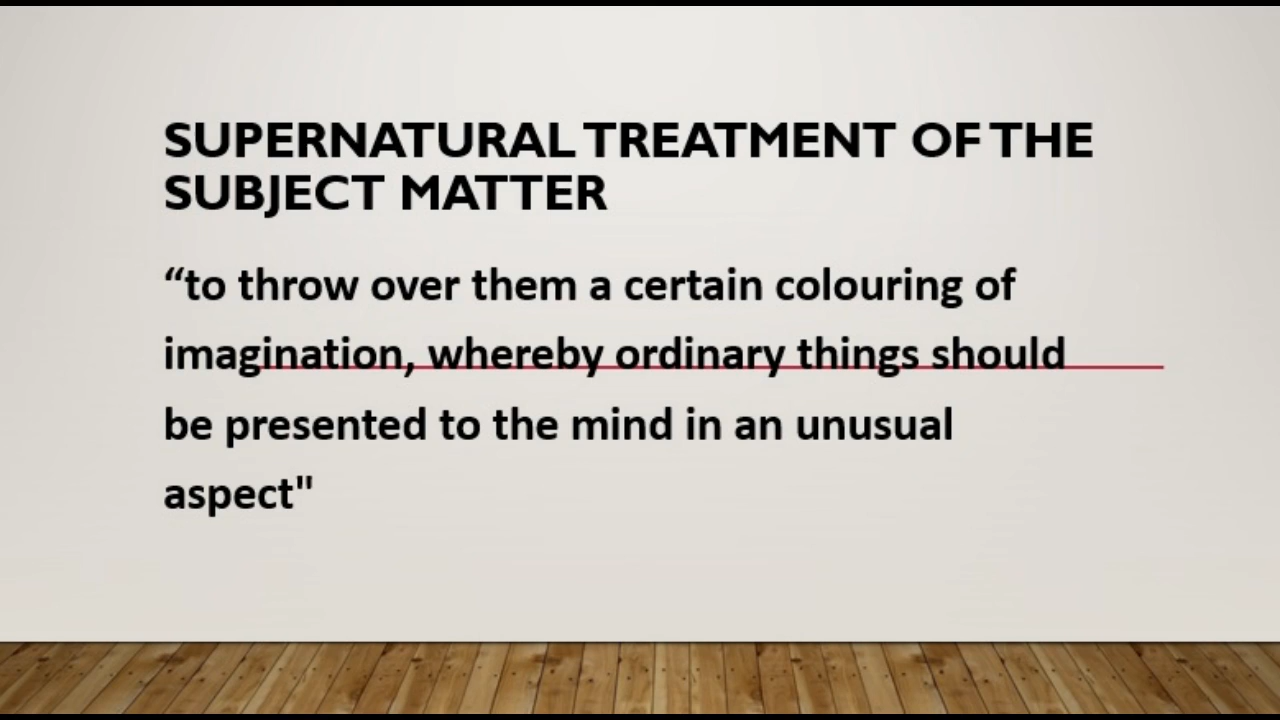 SUPERNATURAL TREATMENT OF THE
SUBJECT MATTER
“to throw over them a certain colouring of
imagination, whereby ordinary things should
be presented to the mind in an unusual
aspect"